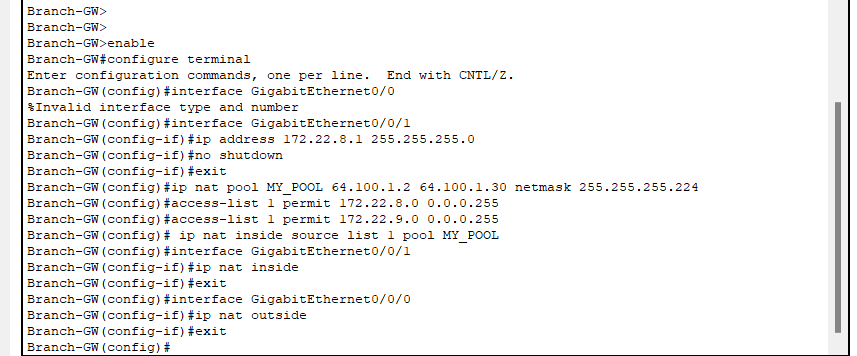 Branch-GW>
Branch-GW>
Branch-GW>enable
Branch-GW#configure terminal
Enter configuration commands, one per line.  End with CNTL/Z.
Branch-GW(config)#interface GigabitEthernet0/0
%Invalid interface type and number
Branch-GW(config)#interface GigabitEthernet0/0/1
Branch-GW(config-if)#ip address 172.22.8.1 255.255.255.0
Branch-GW(config-if)#no shutdown
Branch-GW(config-if)#exit
Branch-GW(config)#ip nat pool MY_POOL 64.100.1.2 64.100.1.30 netmask 255.255.255.224
Branch-GW(config)#access-list 1 permit 172.22.8.0 0.0.0.255
Branch-GW(config)#access-list 1 permit 172.22.9.0 0.0.0.255
Branch-GW(config)# ip nat inside source list 1 pool MY_POOL
Branch-GW(config)#interface GigabitEthernet0/0/1
Branch-GW(config-if)#ip nat inside
Branch-GW(config-if)#exit
Branch-GW(config)#interface GigabitEthernet0/0/0
Branch-GW(config-if)#ip nat outside
Branch-GW(config-if)#exit
Branch-GW(config)#